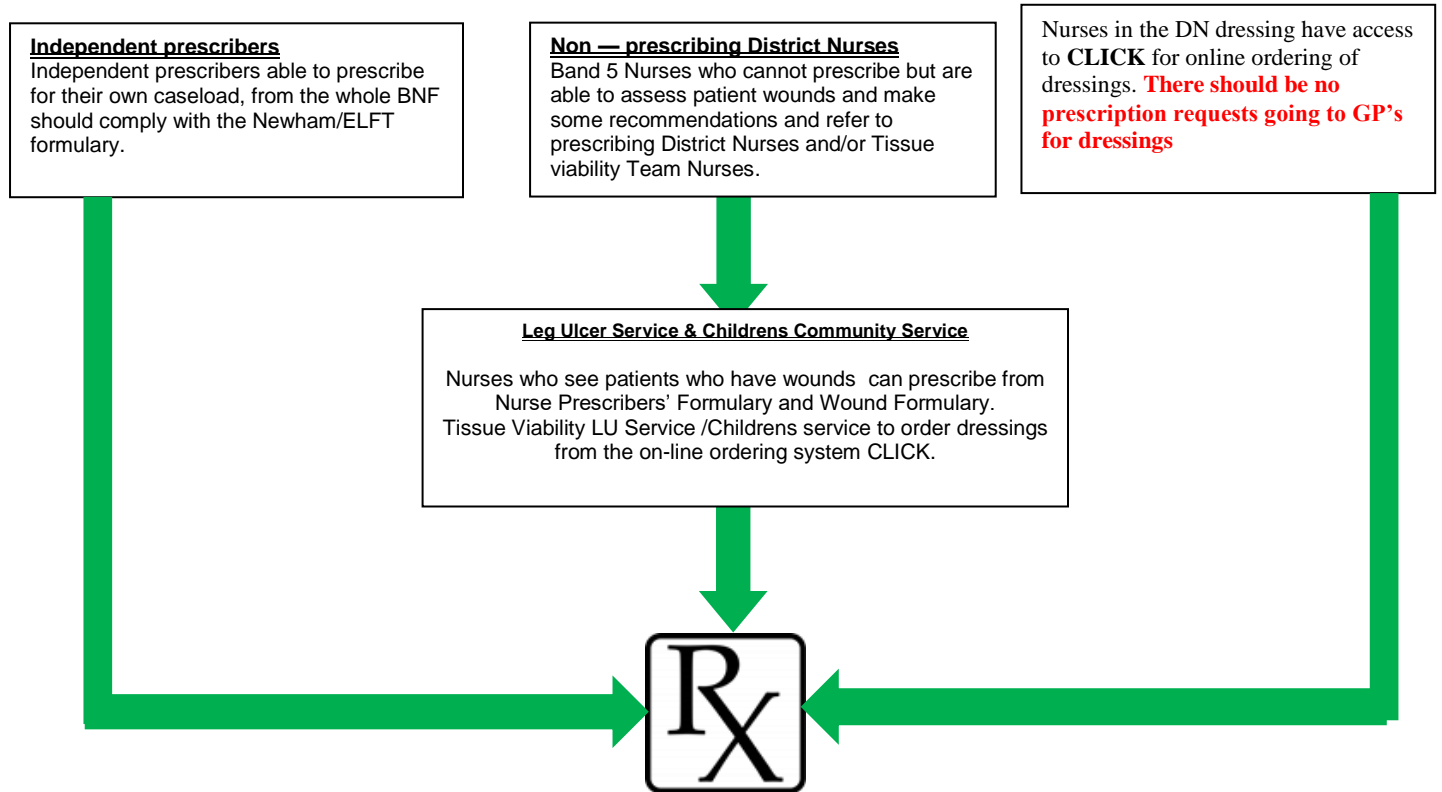 Independent prescribers
Independent prescribers able to prescribe
for their own caseload, from the whole BNF
should comply with the Newham/ELFT
formulary.
Non — prescribing District Nurses
Band 5 Nurses who cannot prescribe but are
able to assess patient wounds and make
some recommendations and refer to
prescribing District Nurses and/or Tissue
viability Team Nurses.
Nurses in the DN dressing have access
to CLICK for online ordering of
dressings. There should be no
prescription requests going to GP’s
for dressings
Leg Ulcer Service & Childrens Community Service
Nurses who see patients who have wounds can prescribe from
Nurse Prescribers’ Formulary and Wound Formulary.
Tissue Viability LU Service /Childrens service to order dressings
from the on-line ordering system CLICK.
RX